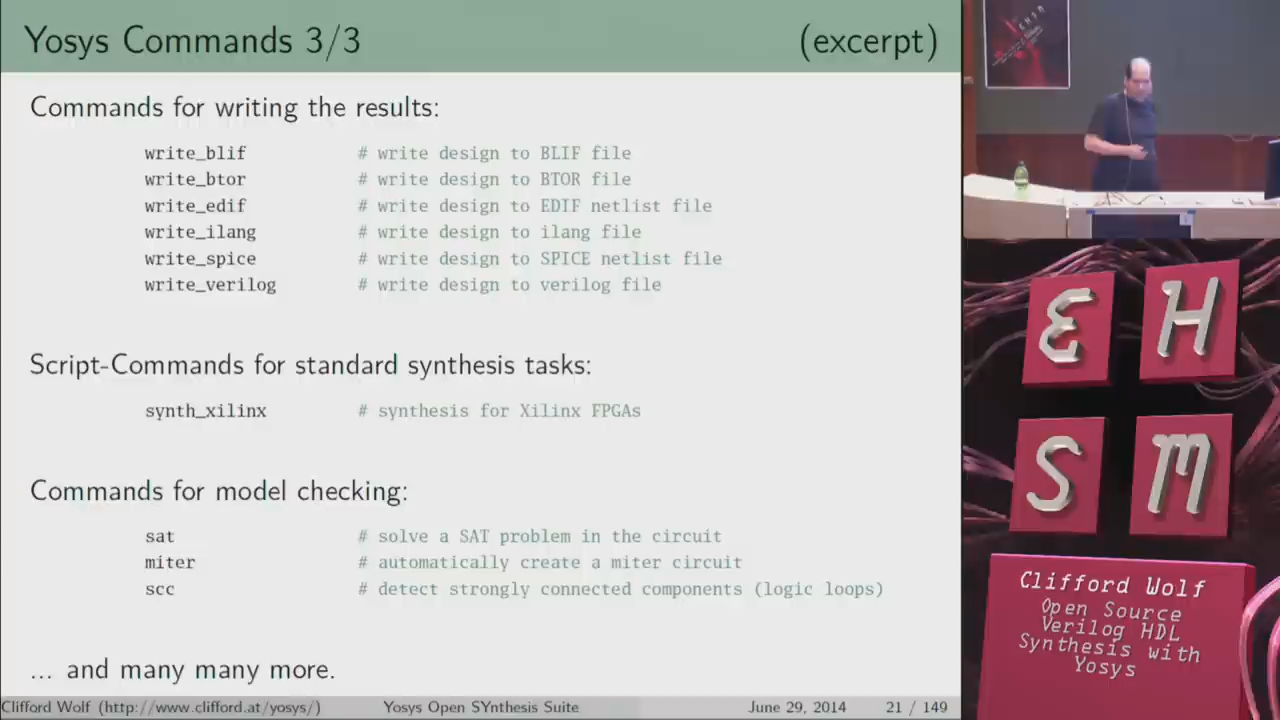 Yosys Commands 3/3 (excerpt)
Commands for writing the results:
write_blif # write design to BLIF file
write_btor # write design to BTOR file
write_edif # write design to EDIF netlist file
write_ilang # write design to ilang file
write_spice # write design to SPICE netlist file
write_verilog # write design to verilog file
Script-Commands for standard synthesis tasks:
synth_xilinx # synthesis for Xilinx FPGAs
Commands for model checking:
sat # solve a SAT problem in the circuit
miter # automatically create a miter circuit
scc # detect strongly connected components (logic loops)
... and many many more.
Clifford Wolf (http://www.clifford.at/yosys/) Yosys Open SYnthesis Suite June 29, 2014 21 / 149
E H
S M
Clifford Wolf
Open Source
Verilog HDL
Synthesis with
Yosys